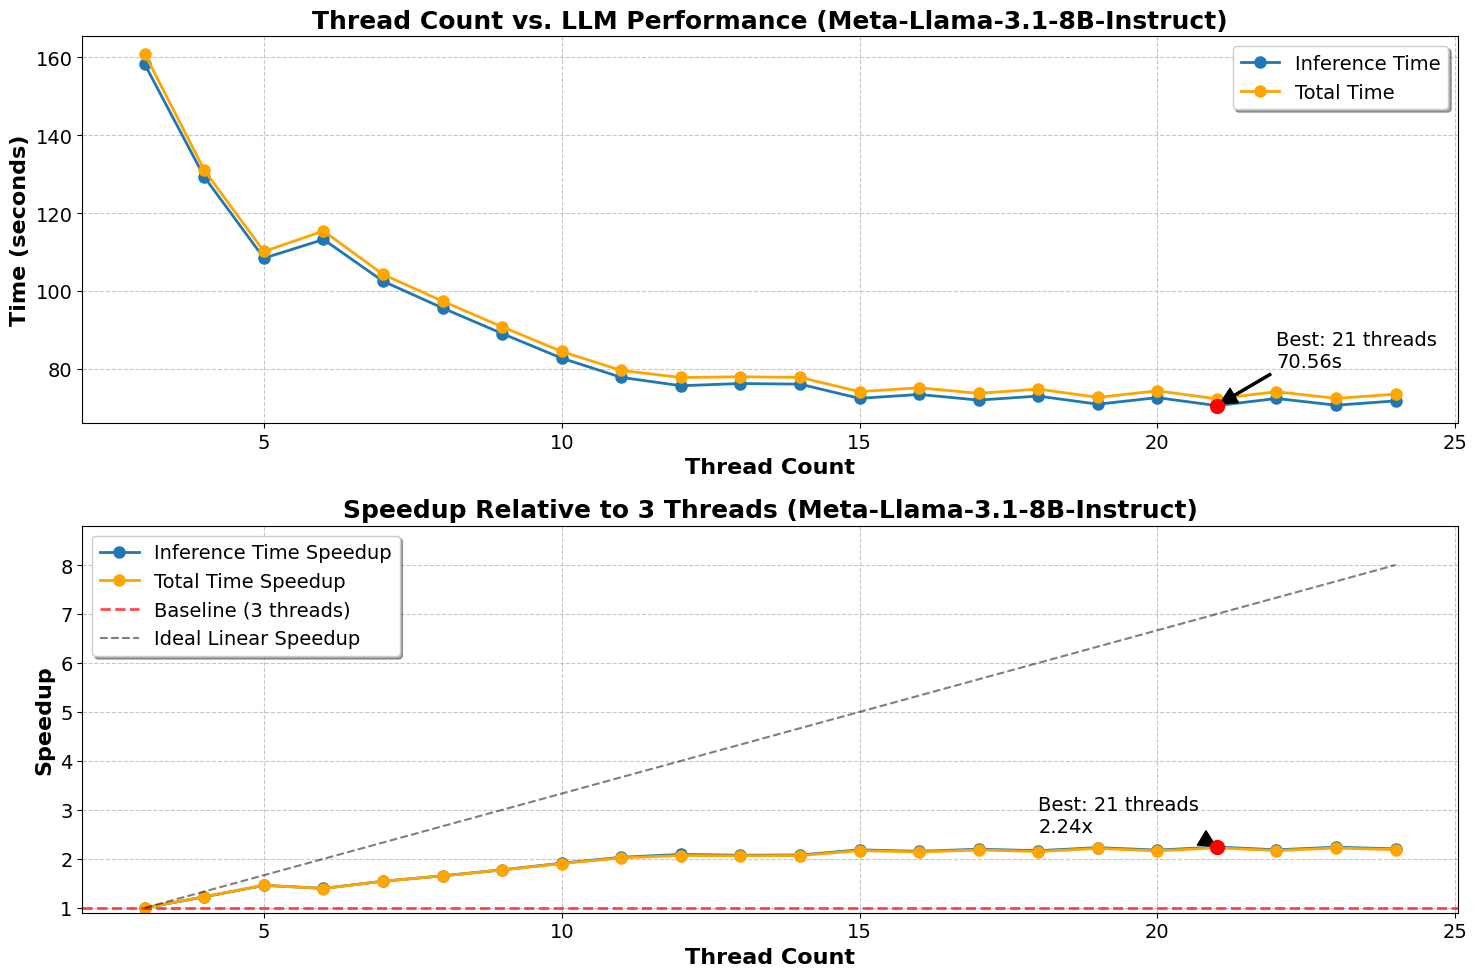 Thread Count vs. LLM Performance (Meta-Llama-3.1-8B-Instruct)
Time (seconds)
160
140
120
100
80
Inference Time
Total Time
Best: 21 threads
70.56s
5
10
15
20
25
Thread Count
Speedup Relative to 3 Threads (Meta-Llama-3.1-8B-Instruct)
Speedup
8
7
6
5
4
3
2
1
Inference Time Speedup
Total Time Speedup
Baseline (3 threads)
Ideal Linear Speedup
Best: 21 threads
2.24x
5
10
15
20
25
Thread Count